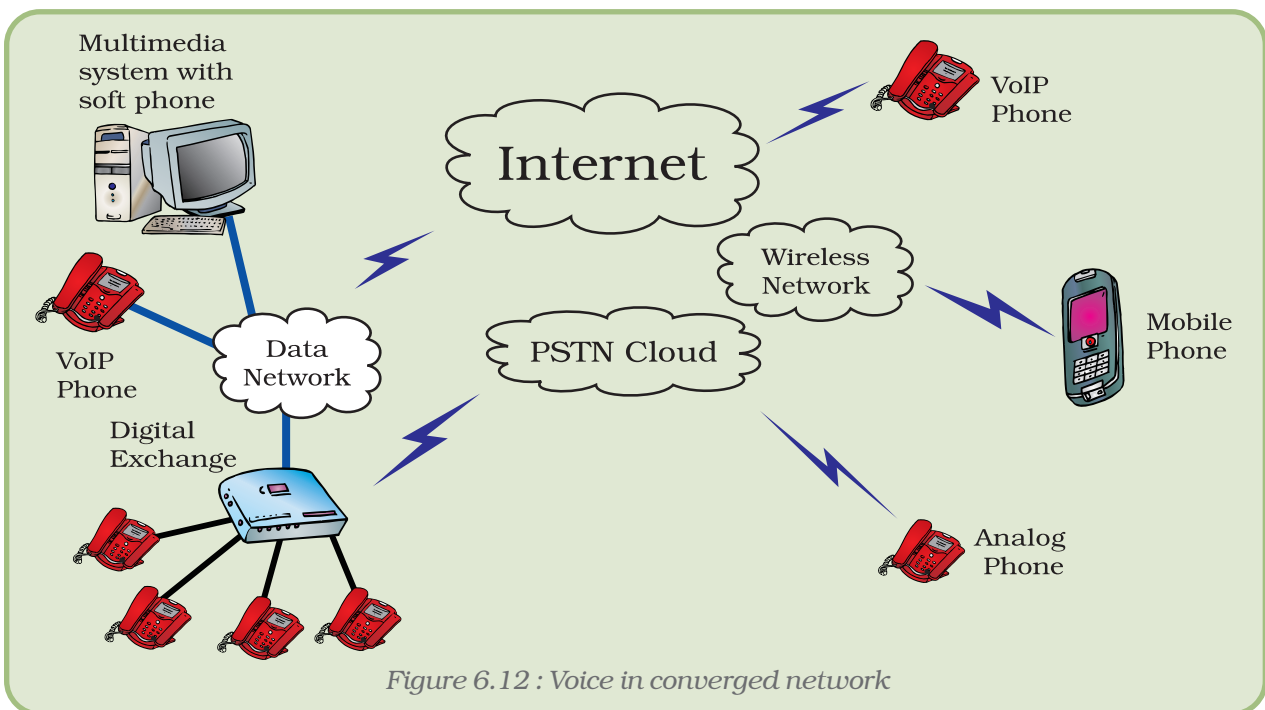 Multimedia
system with
soft phone
Internet
VoIP
Phone
Wireless
Network
Mobile
Phone
VoIP
Phone
Data
Network
PSTN Cloud
Digital
Exchange
Analog
Phone
Figure 6.12 : Voice in converged network